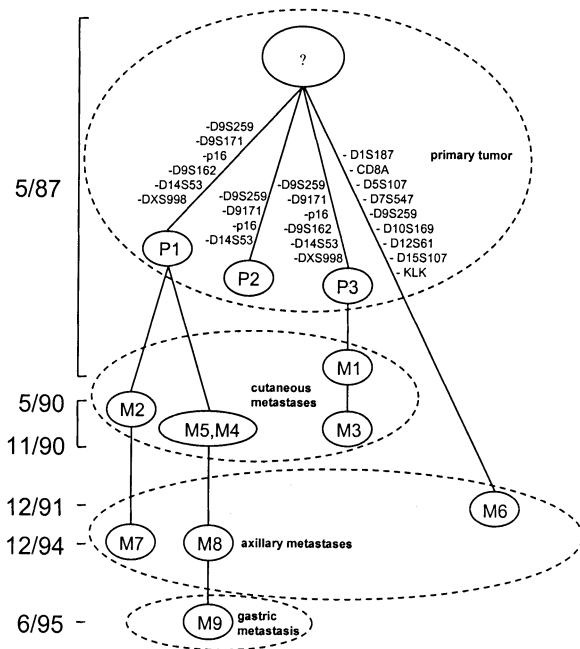 ?
-D9S259
-D9S171
-p16
-D9S162
-D14S53
-DXS998
-D9S259
-D9171
-p16
-D14S53
-D9S259
-D9171
-p16
-D9S162
-D14S53
-DXS998
- D1S187
- CD8A
- D5S107
- D7S547
-D9S259
- D10S169
- D12S61
- D15S107
- KLK
primary tumor
5/87
P1
P2
P3
M1
cutaneous
metastases
5/90
M2
M5,M4
M3
11/90
12/91
M6
12/94
M7
M8
axillary metastases
6/95
M9
gastric
metastasis